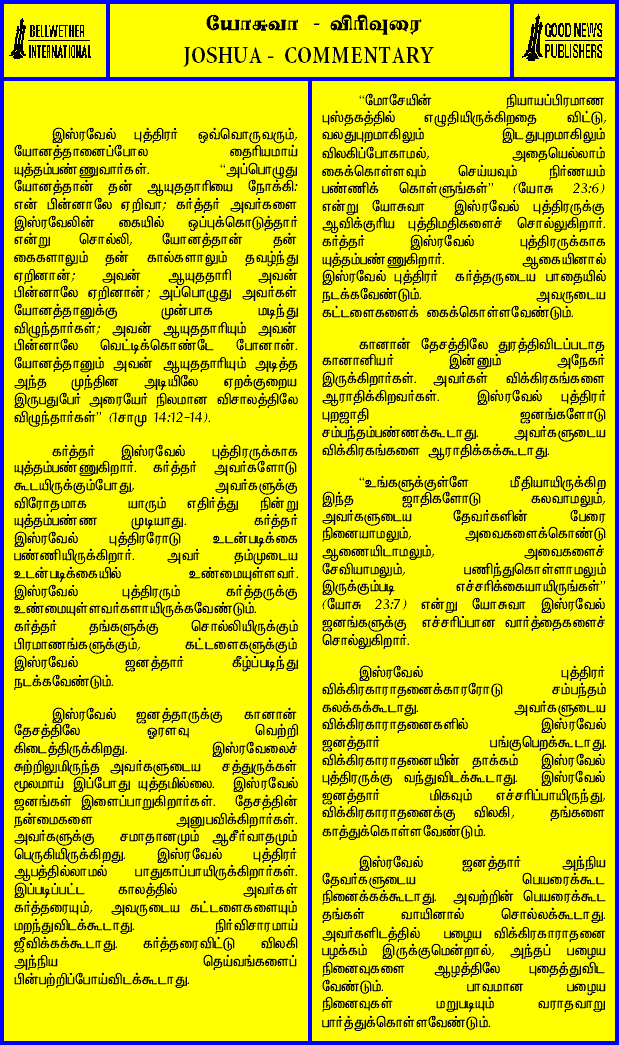 BELLWETHER
INTERNATIONAL
யோசுவா - விரிவுரை
JOSHUA - COMMENTARY
GOOD NEWS
PUBLISHERS
இஸ்ரவேல் புத்திரர் ஒவ்வொருவரும்,
யோனத்தானைப்போல தைரியமாய்
யுத்தம்பண்ணுவார்கள். “அப்பொழுது
யோனத்தான் தன் ஆயுததாரியை நோக்கி:
என் பின்னாலே ஏறிவா; கர்த்தர் அவர்களை
இஸ்ரவேலின் கையில் ஒப்புக்கொடுத்தார்
என்று சொல்லி, யோனத்தான் தன்
கைகளாலும் தன் கால்களாலும் தவழ்ந்து
ஏறினான்; அவன் ஆயுததாரி அவன்
பின்னாலே ஏறினான்; அப்பொழுது அவர்கள்
யோனத்தானுக்கு முன்பாக மடிந்து
விழுந்தார்கள்; அவன் ஆயுததாரியும் அவன்
பின்னாலே வெட்டிக்கொண்டே போனான்.
யோனத்தானும் அவன் ஆயுததாரியும் அடித்த
அந்த முந்தின அடியிலே ஏறக்குறைய
இருபதுபேர் அரையேர் நிலமான விசாலத்திலே
விழுந்தார்கள்” (1சாமு 14:12-14).
கர்த்தர் இஸ்ரவேல் புத்திரருக்காக
யுத்தம்பண்ணுகிறார். கர்த்தர் அவர்களோடு
கூடயிருக்கும்போது, அவர்களுக்கு
விரோதமாக யாரும் எதிர்த்து நின்று
யுத்தம்பண்ண முடியாது. கர்த்தர்
இஸ்ரவேல் புத்திரரோடு உடன்படிக்கை
பண்ணியிருக்கிறார். அவர் தம்முடைய
உடன்படிக்கையில் உண்மையுள்ளவர்.
இஸ்ரவேல் புத்திரரும் கர்த்தருக்கு
உண்மையுள்ளவர்களாயிருக்கவேண்டும்.
கர்த்தர் தங்களுக்கு சொல்லியிருக்கும்
பிரமாணங்களுக்கும், கட்டளைகளுக்கும்
இஸ்ரவேல் ஜனத்தார் கீழ்ப்படிந்து
நடக்கவேண்டும்.
இஸ்ரவேல் ஜனத்தாருக்கு கானான்
தேசத்திலே ஓரளவு வெற்றி
கிடைத்திருக்கிறது. இஸ்ரவேலைச்
சுற்றிலுமிருந்த அவர்களுடைய சத்துருக்கள்
மூலமாய் இப்போது யுத்தமில்லை. இஸ்ரவேல்
ஜனங்கள் இளைப்பாறுகிறார்கள். தேசத்தின்
நன்மைகளை அனுபவிக்கிறார்கள்.
அவர்களுக்கு சமாதானமும் ஆசீர்வாதமும்
பெருகியிருக்கிறது. இஸ்ரவேல் புத்திரர்
ஆபத்தில்லாமல் பாதுகாப்பாயிருக்கிறார்கள்.
இப்படிப்பட்ட காலத்தில் அவர்கள்
கர்த்தரையும், அவருடைய கட்டளைகளையும்
மறந்துவிடக்கூடாது. நிர்விசாரமாய்
ஜீவிக்கக்கூடாது. கர்த்தரைவிட்டு விலகி
அந்நிய தெய்வங்களைப்
பின்பற்றிப்போய்விடக்கூடாது.
“மோசேயின் நியாயப்பிரமாண
புஸ்தகத்தில் எழுதியிருக்கிறதை விட்டு,
வலதுபுறமாகிலும் இடதுபுறமாகிலும்
விலகிப்போகாமல், அதையெல்லாம்
கைக்கொள்ளவும் செய்யவும் நிர்ணயம்
பண்ணிக் கொள்ளுங்கள்” (யோசு 23:6)
என்று யோசுவா இஸ்ரவேல் புத்திரருக்கு
ஆவிக்குரிய புத்திமதிகளைச் சொல்லுகிறார்.
கர்த்தர் இஸ்ரவேல் புத்திரருக்காக
யுத்தம்பண்ணுகிறார். ஆகையினால்
இஸ்ரவேல் புத்திரர் கர்த்தருடைய பாதையில்
நடக்கவேண்டும். அவருடைய
கட்டளைகளைக் கைக்கொள்ளவேண்டும்.
கானான் தேசத்திலே துரத்திவிடப்படாத
கானானியர் இன்னும் அநேகர்
இருக்கிறார்கள். அவர்கள் விக்கிரகங்களை
ஆராதிக்கிறவர்கள். இஸ்ரவேல் புத்திரர்
புறஜாதி ஜனங்களோடு
சம்பந்தம்பண்ணக்கூடாது. அவர்களுடைய
விக்கிரகங்களை ஆராதிக்கக்கூடாது.
“உங்களுக்குள்ளே மீதியாயிருக்கிற
இந்த ஜாதிகளோடு கலவாமலும்,
அவர்களுடைய தேவர்களின் பேரை
நினையாமலும், அவைகளைக்கொண்டு
ஆணையிடாமலும், அவைகளைச்
சேவியாமலும், பணிந்துகொள்ளாமலும்
இருக்கும்படி எச்சரிக்கையாயிருங்கள்”
(யோசு 23:7) என்று யோசுவா இஸ்ரவேல்
ஜனங்களுக்கு எச்சரிப்பான வார்த்தைகளைச்
சொல்லுகிறார்.
இஸ்ரவேல் புத்திரர்
விக்கிரகாராதனைக்காரரோடு சம்பந்தம்
கலக்கக்கூடாது. அவர்களுடைய
விக்கிரகாராதனைகளில் இஸ்ரவேல்
ஜனத்தார் பங்குபெறக்கூடாது.
விக்கிரகாராதனையின் தாக்கம் இஸ்ரவேல்
புத்திரருக்கு வந்துவிடக்கூடாது. இஸ்ரவேல்
ஜனத்தார் மிகவும் எச்சரிப்பாயிருந்து,
விக்கிரகாராதனைக்கு விலகி, தங்களை
காத்துக்கொள்ளவேண்டும்.
இஸ்ரவேல் ஜனத்தார் அந்நிய
தேவர்களுடைய பெயரைக்கூட
நினைக்கக்கூடாது. அவற்றின் பெயரைக்கூட
தங்கள் வாயினால் சொல்லக்கூடாது.
அவர்களிடத்தில் பழைய விக்கிரகாராதனை
பழக்கம் இருக்குமென்றால், அந்தப் பழைய
நினைவுகளை ஆழத்திலே புதைத்துவிட
வேண்டும். பாவமான பழைய
நினைவுகள் மறுபடியும் வராதவாறு
பார்த்துக்கொள்ளவேண்டும்.